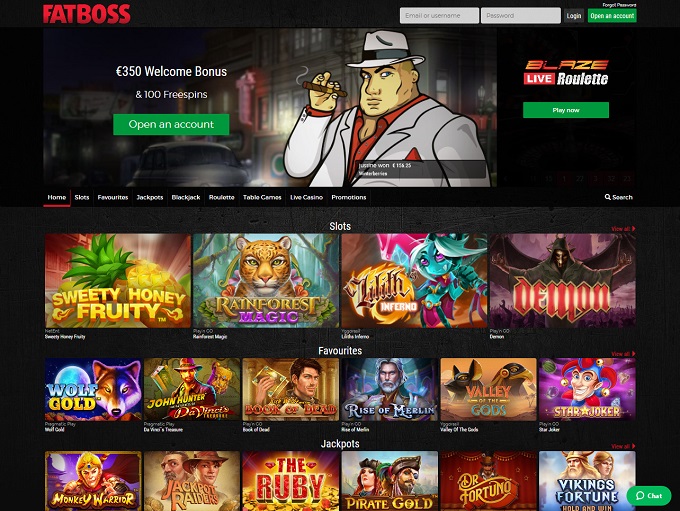 FATBOSS
Email or username
Password
Login
Forgot Password
Open an account
€350 Welcome Bonus
& 100 Freespins
Open an account
justine won € 156.25
Winterberries
BLAZE
LIVE Roulette
Play now
Home Slots Favourites Jackpots Blackjack Roulette Table Games Live Casino Promotions Search
Slots
View all
SWEETY HONEY FRUITY™
RAINFOREST MAGIC
Lilith INFERNO
DEMON
NetEnt
Sweety Honey Fruity
Play'n GO
Rainforest Magic
Yggdrasil
Liliths Inferno
Play'n GO
Demon
Favourites
View all
WOLF GOLD
JOHN HUNTER
Da Vinci's
BOOK OF DEAD
RISE OF MERLIN
VALLEY OF THE GODS
STAR JOKER
Pragmatic Play
Wolf Gold
Pragmatic Play
Da Vinci`s Treasure
Play'n GO
Book of Dead
Play'n GO
Rise of Merlin
Yggdrasil
Valley Of The Gods
Play'n GO
Star Joker
Jackpots
View all
MONKEY WARRIOR
JACKPOT RAIDERS
THE RUBY
PIRATE GOLD
DR FORTUNO
VIKINGS FORTUNE
HOLD AND WIN
Chat